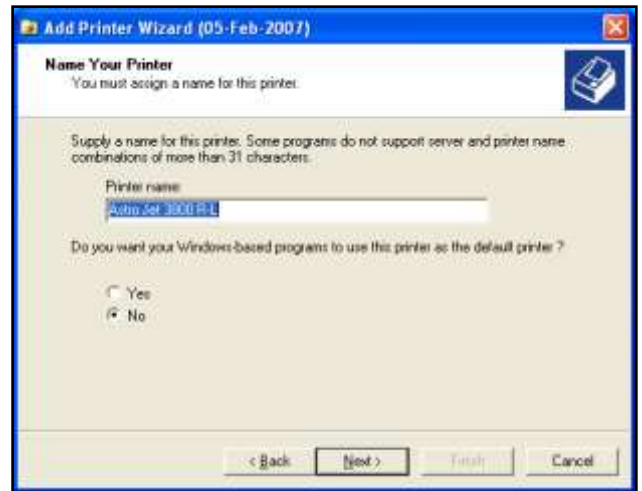 Add Printer Wizard (05-Feb-2007)
Name Your Printer
You must assign a name for this printer.
Supply a name for this printer. Some programs do not support server and printer name
combinations of more than 31 characters.
Printer name:
Astro Jet 3800 R-L
Do you want your Windows-based programs to use this printer as the default printer ?
Yes
No
< Back
Next >
Finish
Cancel